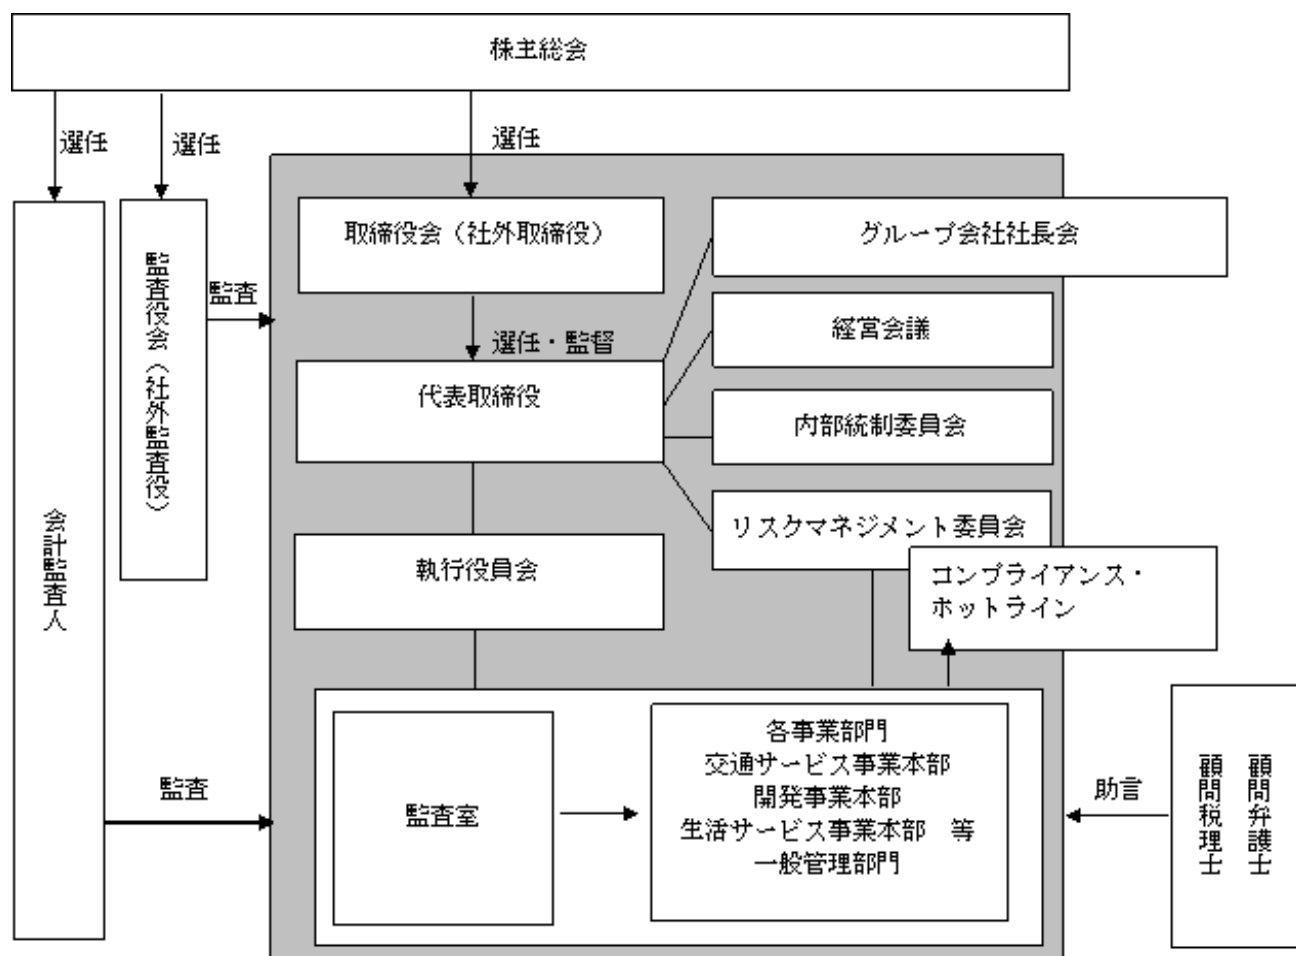 株主総会
選任
選任
選任
取締役会（社外取締役）
グループ会社社長会
監査役会（社外監査役）
監査
経営会議
選任・監督
代表取締役
内部統制委員会
リスクマネジメント委員会
会計監査人
執行役員会
コンプライアンス・
ホットライン
各事業部門
交通サービス事業本部
開発事業本部
生活サービス事業本部　等
一般管理部門
監査室
監査
助言
顧問弁護士
顧問税理士